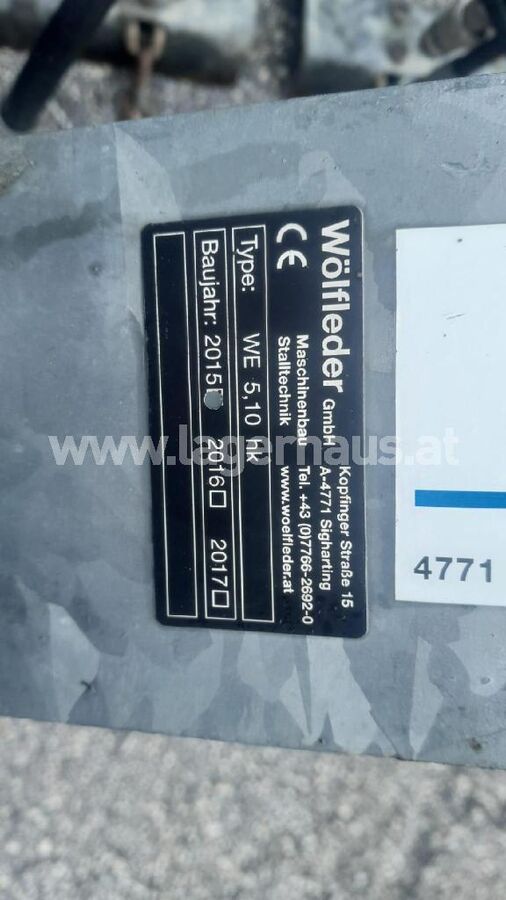 Wölfleder GmbH
Kopfinger Straße 15
A-4771 Sigharting
CE
Maschinenbau
Stalltechnik
Tel. +43 (0)7766-2692-0
www.woelfleder.at
Type: WE 5,10 hk
Baujahr: 2015 2016 2017
4771
www.lagerhaus.at